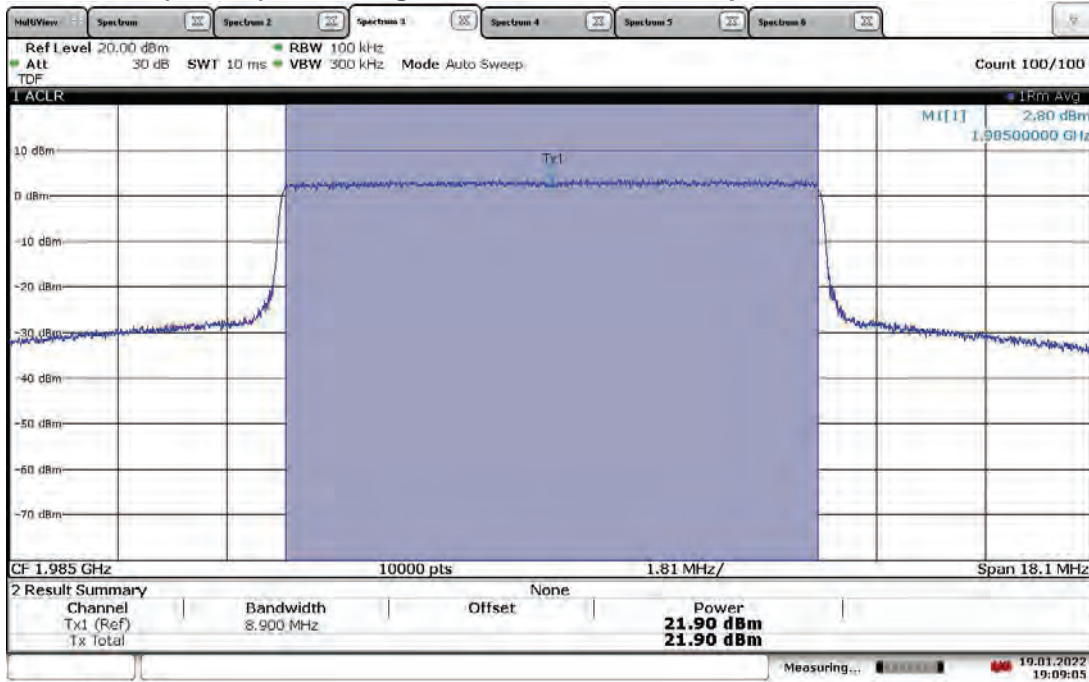 MultiView Spectrum Spectrum 2 Spectrum 3 Spectrum 4 Spectrum 5 Spectrum 6
Ref Level 20.00 dBm RBW 100 kHz
Att 30 dB SWT 10 ms VBW 300 kHz Mode Auto Sweep Count 100/100
TDF
1 ACLR 1Rm Avg
M1[1] 2.80 dBm
1.98500000 GHz
10 dBm
Tx1
0 dBm
-10 dBm
-20 dBm
-30 dBm
-40 dBm
-50 dBm
-60 dBm
-70 dBm
CF 1.985 GHz 10000 pts 1.81 MHz/ Span 18.1 MHz
2 Result Summary None
Channel Bandwidth Offset Power
Tx1 (Ref) 8.900 MHz 21.90 dBm
Tx Total 21.90 dBm
Measuring... 19.01.2022
19:09:05